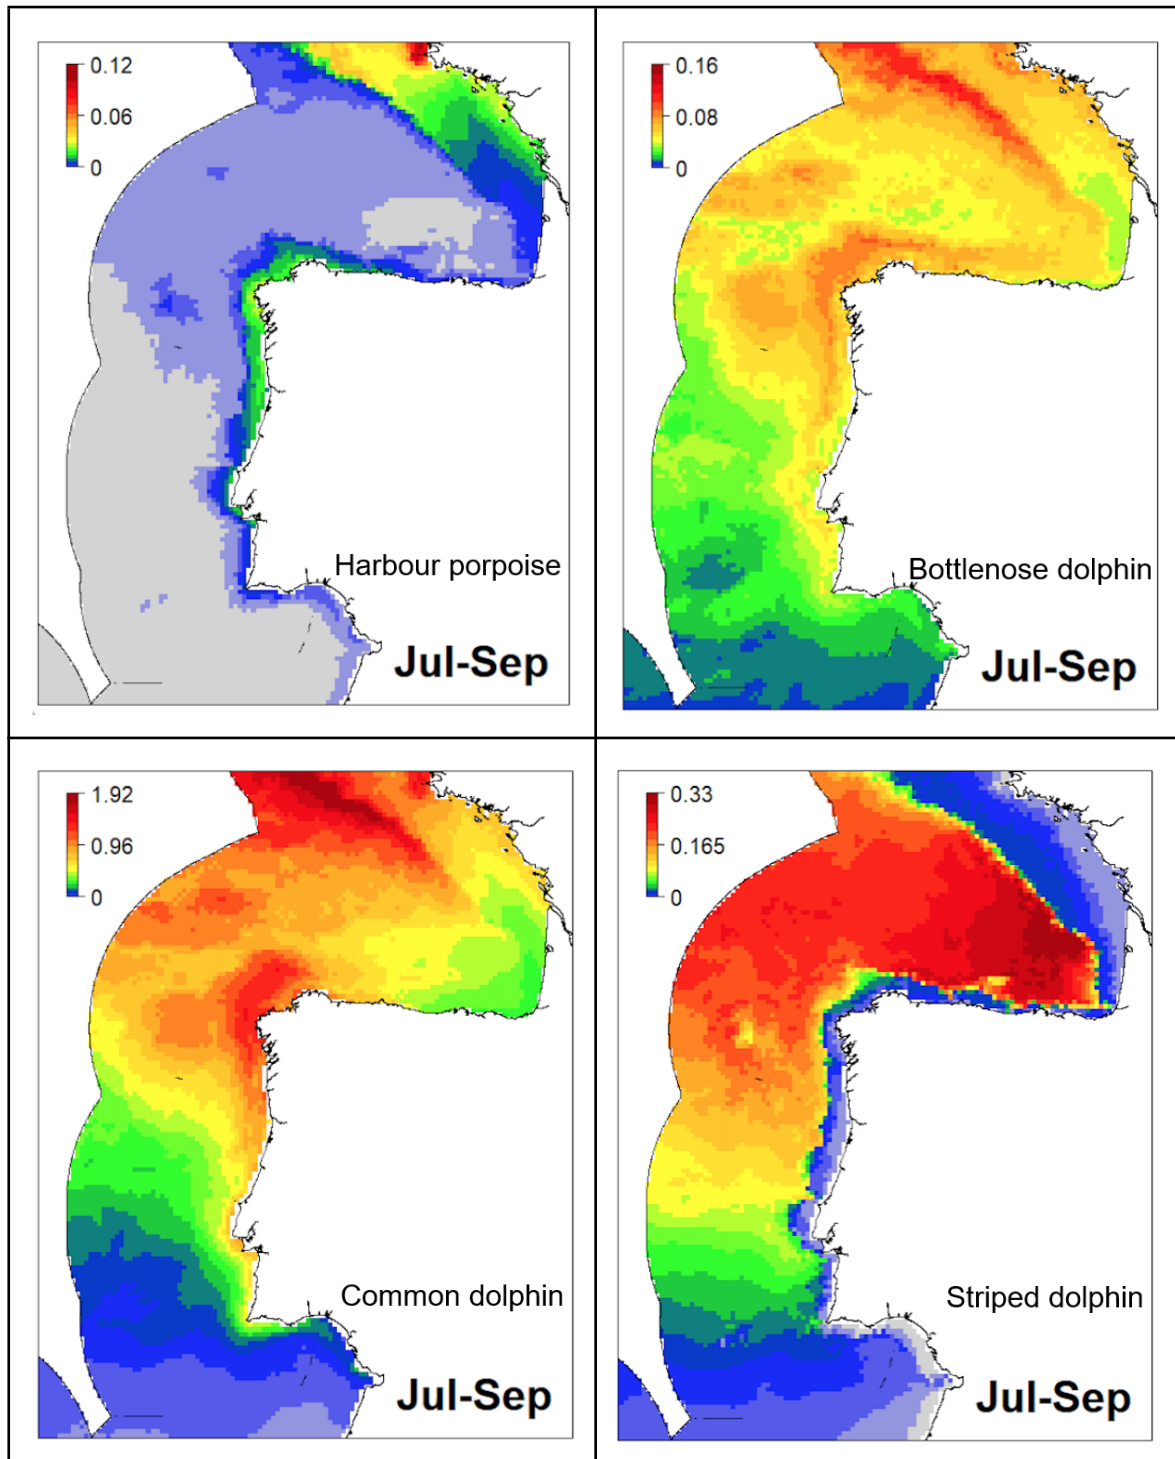 0.12
0.06
0
Harbour porpoise
Jul-Sep
0.16
0.08
0
Bottlenose dolphin
Jul-Sep
1.92
0.96
0
Common dolphin
Jul-Sep
0.33
0.165
0
Striped dolphin
Jul-Sep